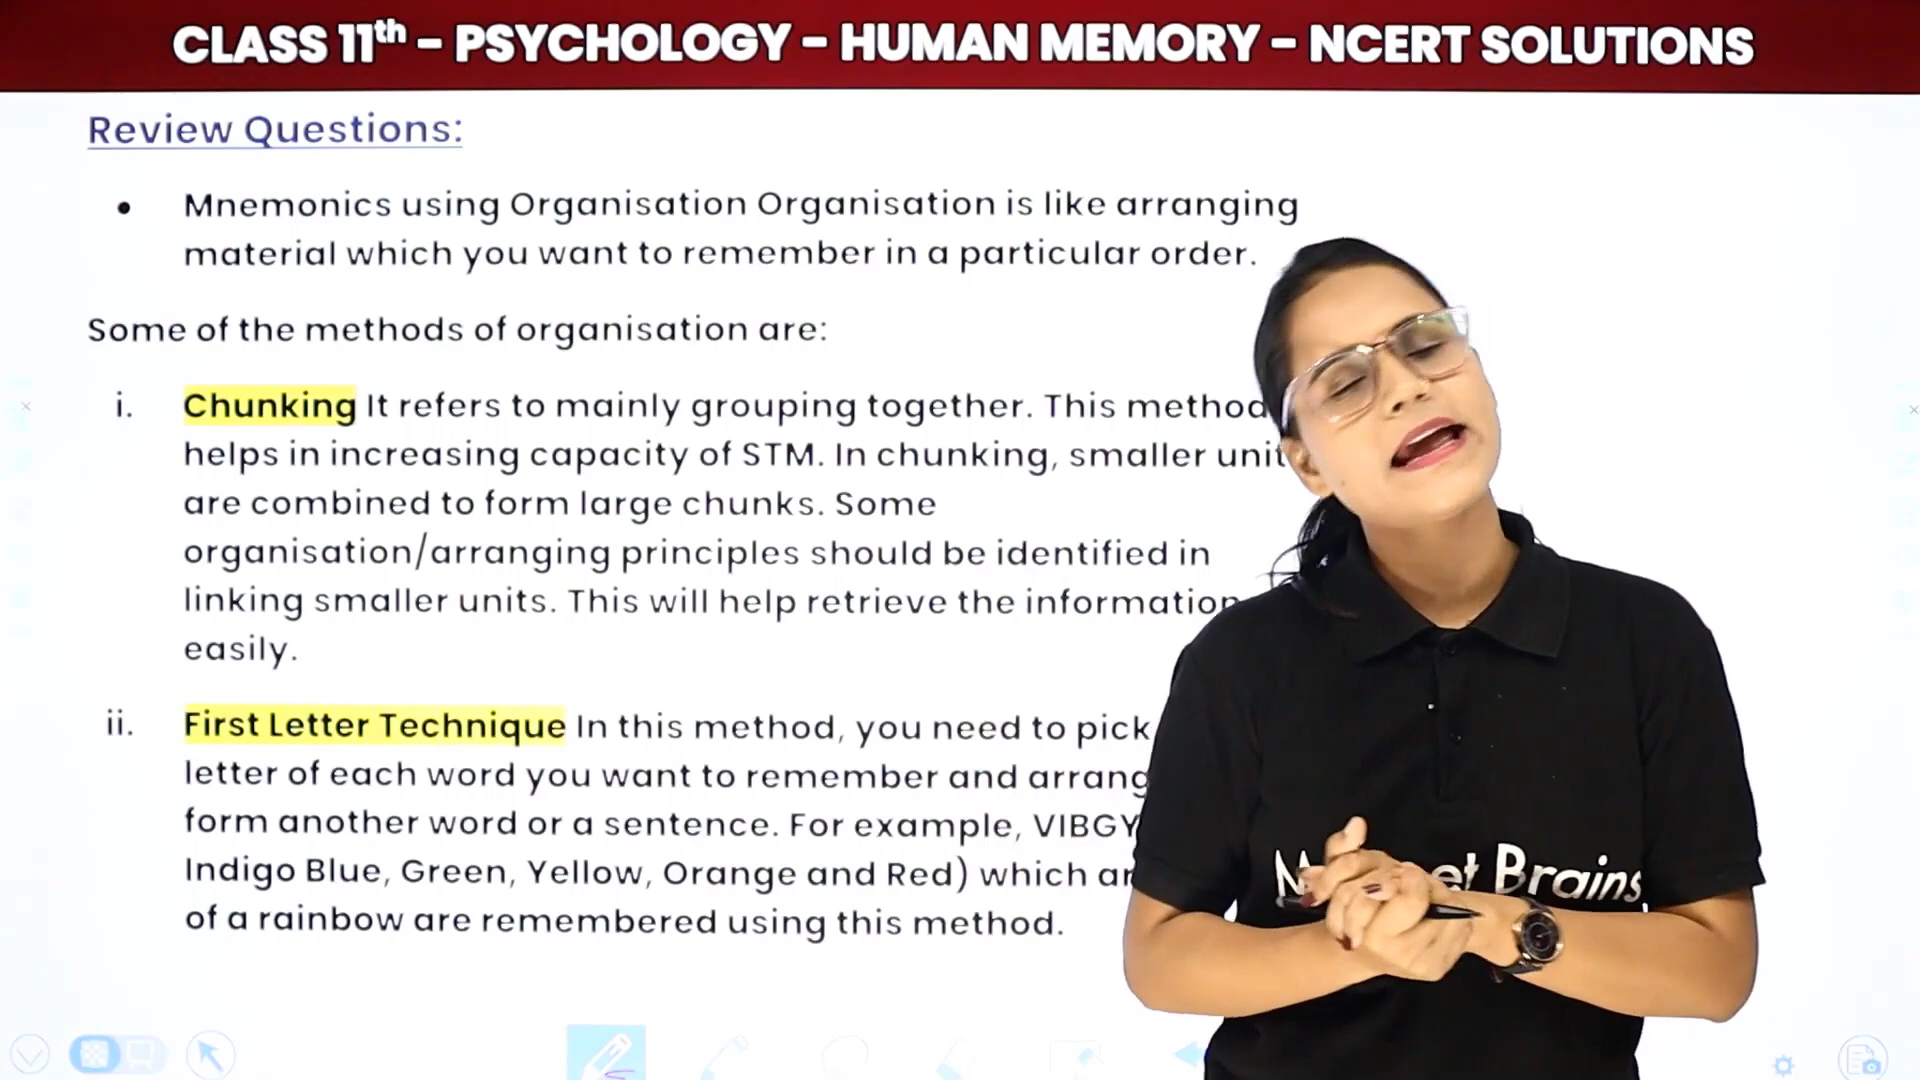 CLASS 11th - PSYCHOLOGY - HUMAN MEMORY - NCERT SOLUTIONS
Review Questions:
• Mnemonics using Organisation Organisation is like arranging
material which you want to remember in a particular order.
Some of the methods of organisation are:
i. Chunking It refers to mainly grouping together. This method
helps in increasing capacity of STM. In chunking, smaller unit
are combined to form large chunks. Some
organisation/arranging principles should be identified in
linking smaller units. This will help retrieve the information
easily.
ii. First Letter Technique In this method, you need to pick
letter of each word you want to remember and arrang
form another word or a sentence. For example, VIBGY
Indigo Blue, Green, Yellow, Orange and Red) which ar
of a rainbow are remembered using this method.
Brains